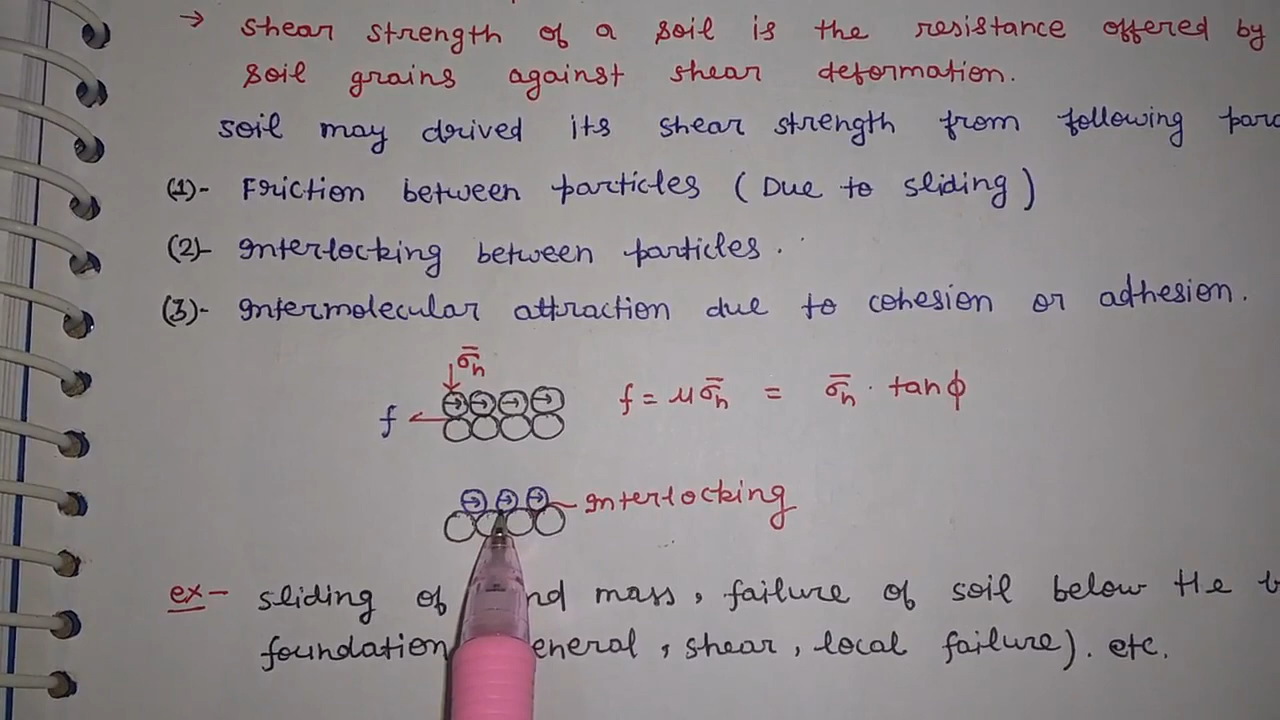 → shear strength of a soil is the resistance offered by
soil grains against shear deformation.
soil may drived its shear strength from following
(1)- Friction between particles (Due to sliding)
(2)- Interlocking between particles.
(3)- Intermolecular attraction due to cohesion or adhesion.
σ̄n
f
f = μσ̄n = σ̄n · tanϕ
Interlocking
ex- sliding of mass, failure of soil below the
foundation shear, local failure). etc.